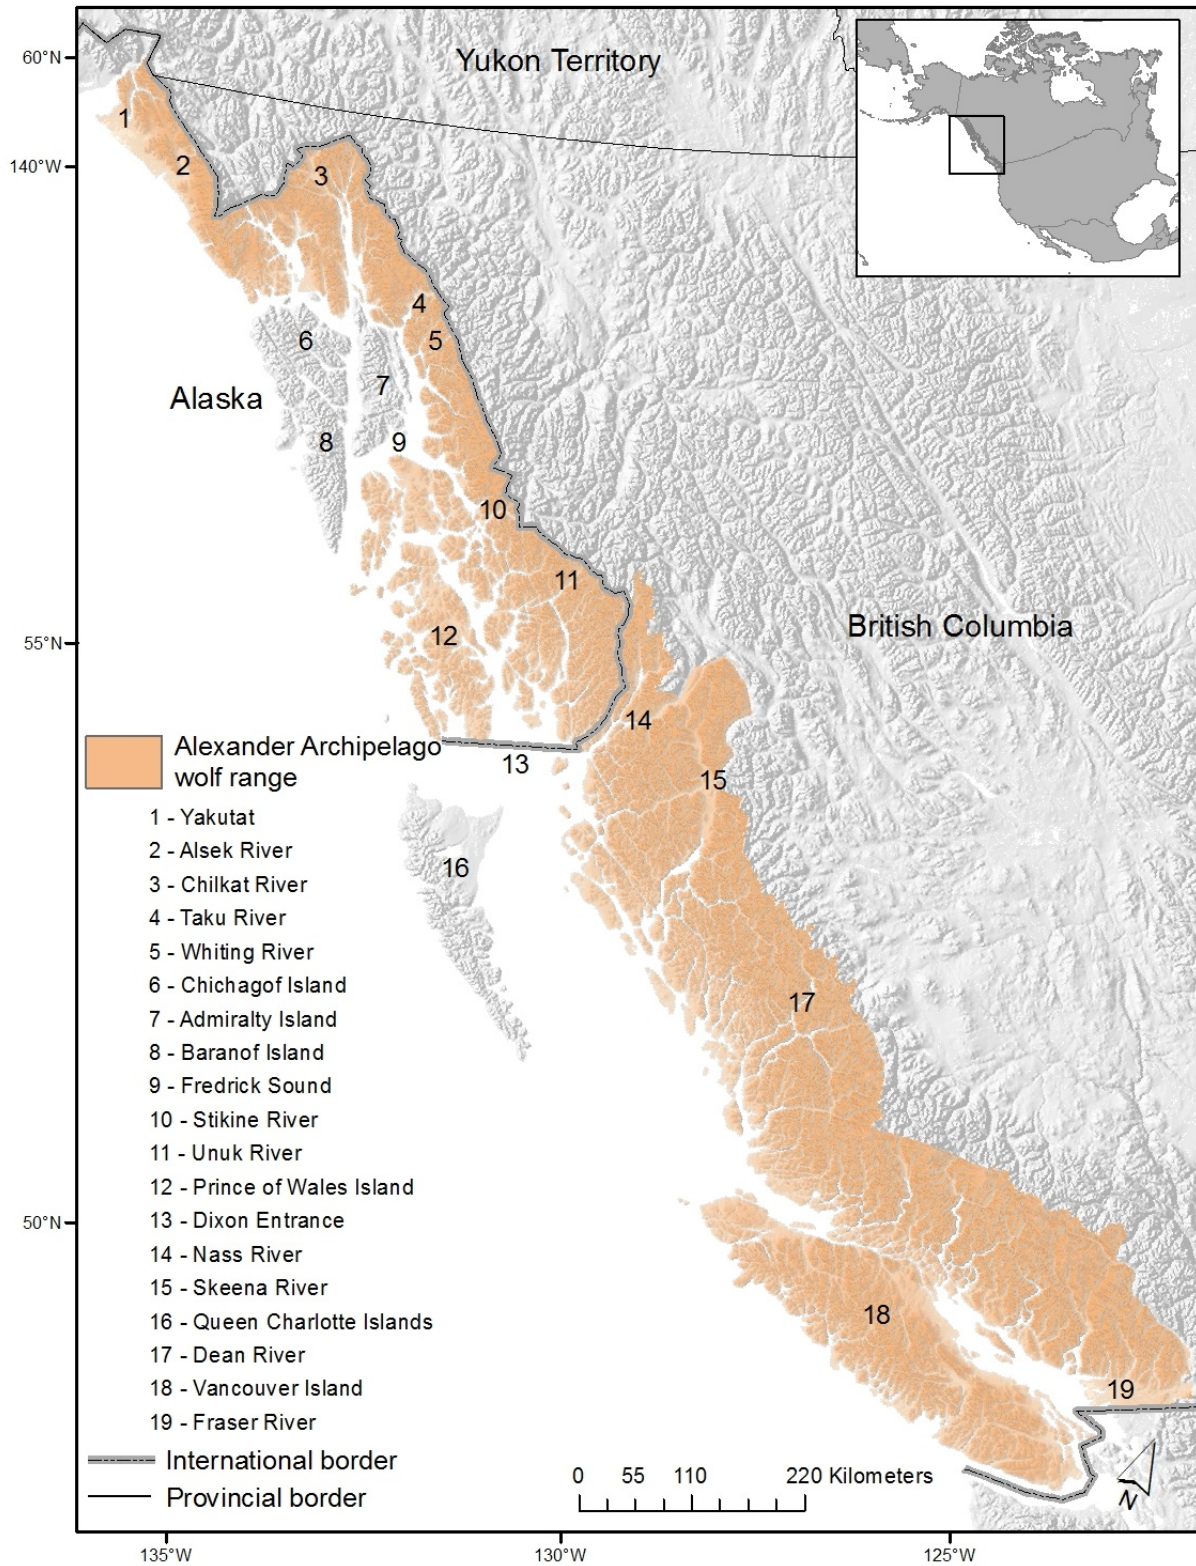 60°N
Yukon Territory
1
140°W
2
3
4
6
5
7
Alaska
8
9
10
11
British Columbia
12
55°N
14
Alexander Archipelago
wolf range
13
15
1 - Yakutat
2 - Alsek River
16
3 - Chilkat River
4 - Taku River
5 - Whiting River
6 - Chichagof Island
17
7 - Admiralty Island
8 - Baranof Island
9 - Fredrick Sound
10 - Stikine River
11 - Unuk River
12 - Prince of Wales Island
13 - Dixon Entrance
50°N
14 - Nass River
15 - Skeena River
18
16 - Queen Charlotte Islands
17 - Dean River
18 - Vancouver Island
19
19 - Fraser River
International border
Provincial border
0 55 110 220 Kilometers
N
135°W 130°W 125°W